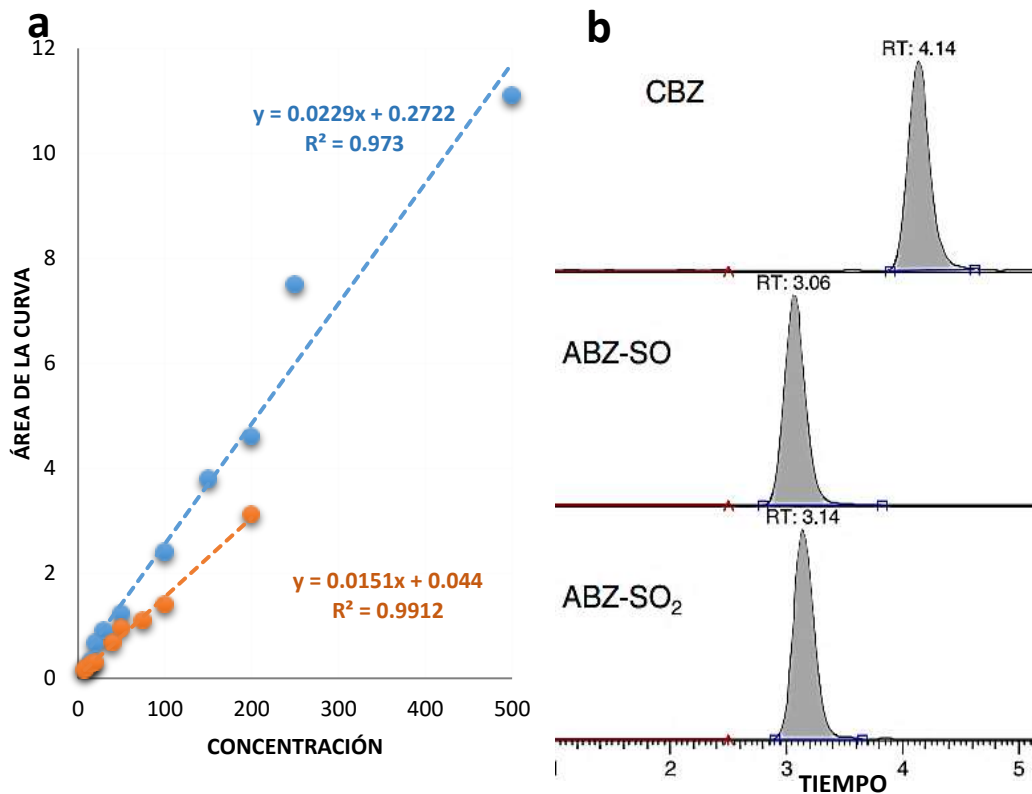 a
12
10
8
6
4
2
0
ÁREA DE LA CURVA
y = 0.0229x + 0.2722
R² = 0.973
y = 0.0151x + 0.044
R² = 0.9912
0 100 200 300 400 500
CONCENTRACIÓN
b
RT: 4.14
CBZ
RT: 3.06
ABZ-SO
RT: 3.14
ABZ-SO₂
2 3 4 5
TIEMPO